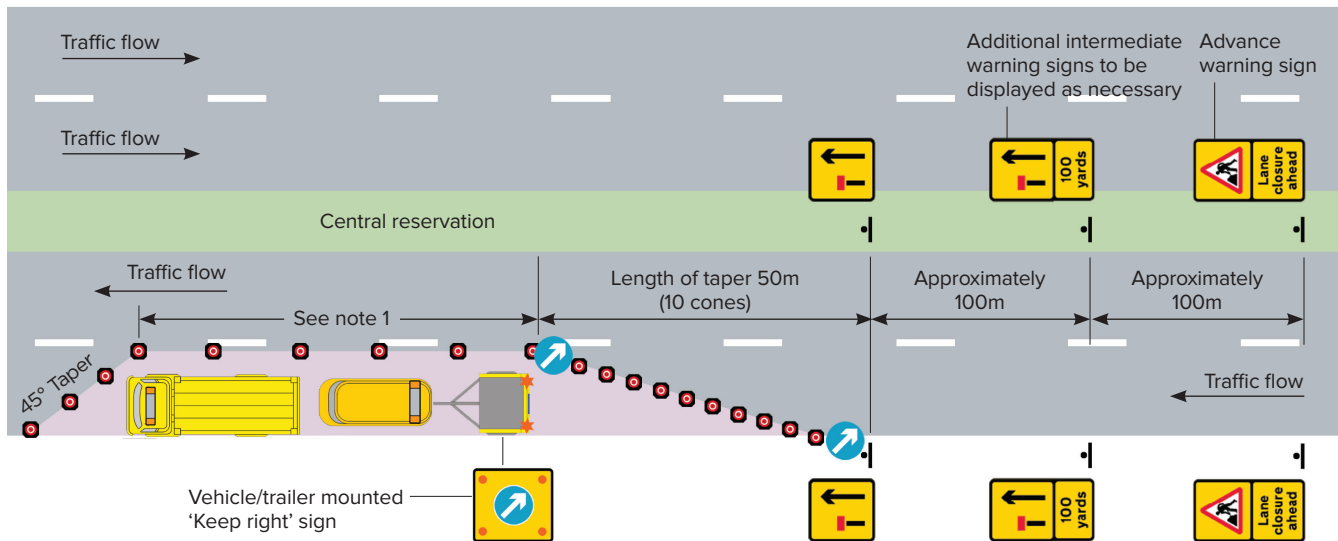 Traffic flow
Additional intermediate
warning signs to be
displayed as necessary
Advance
warning sign
Traffic flow
100
yards
Lane
closure
ahead
Central reservation
Traffic flow
Length of taper 50m
(10 cones)
Approximately
100m
Approximately
100m
See note 1
45° Taper
Traffic flow
Vehicle/trailer mounted
‘Keep right’ sign
100
yards
Lane
closure
ahead